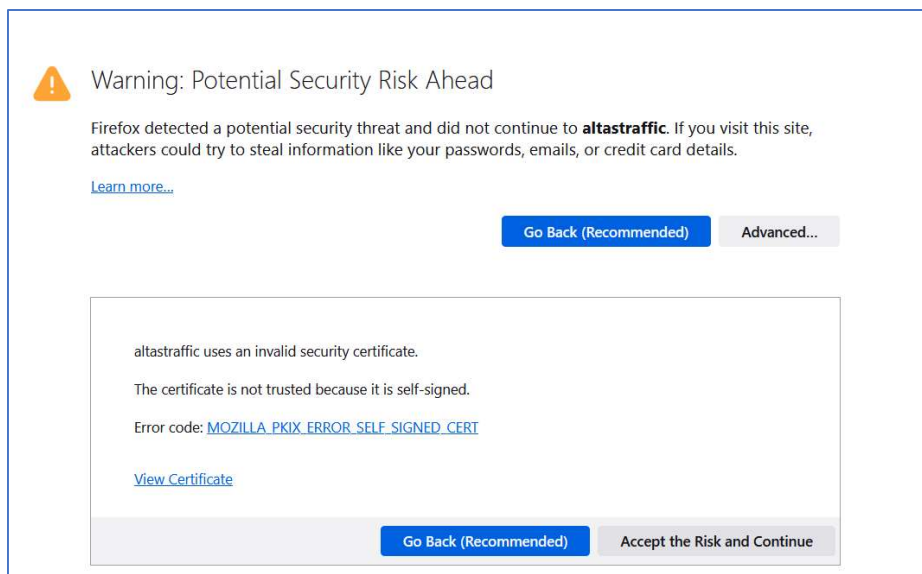 Warning: Potential Security Risk Ahead
Firefox detected a potential security threat and did not continue to altastraffic. If you visit this site,
attackers could try to steal information like your passwords, emails, or credit card details.
Learn more...
Go Back (Recommended) Advanced...
altastraffic uses an invalid security certificate.
The certificate is not trusted because it is self-signed.
Error code: MOZILLA_PKIX_ERROR_SELF_SIGNED_CERT
View Certificate
Go Back (Recommended) Accept the Risk and Continue